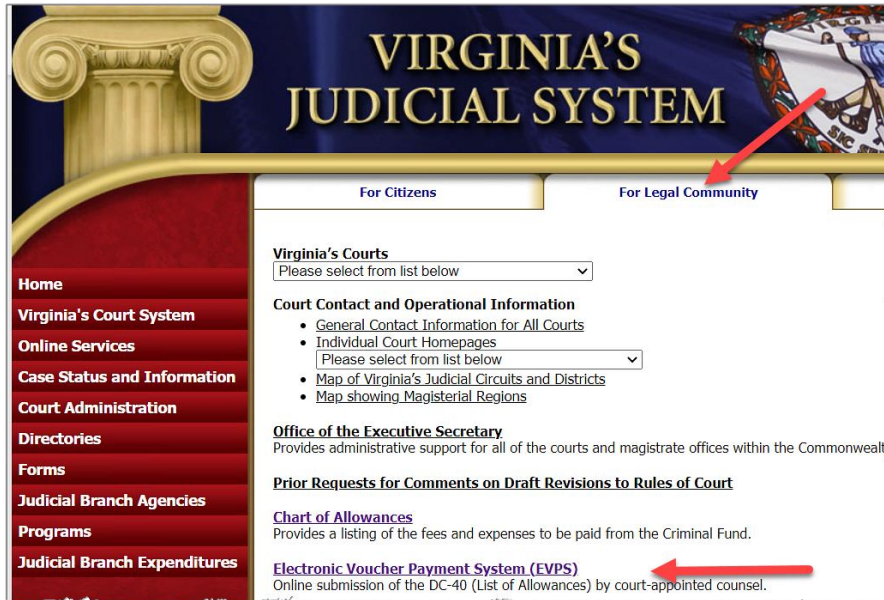 VIRGINIA'S
JUDICIAL SYSTEM
For Citizens
For Legal Community
Home
Virginia's Court System
Online Services
Case Status and Information
Court Administration
Directories
Forms
Judicial Branch Agencies
Programs
Judicial Branch Expenditures
Virginia's Courts
Please select from list below
Court Contact and Operational Information
• General Contact Information for All Courts
• Individual Court Homepages
Please select from list below
• Map of Virginia's Judicial Circuits and Districts
• Map showing Magisterial Regions
Office of the Executive Secretary
Provides administrative support for all of the courts and magistrate offices within the Commonwealt
Prior Requests for Comments on Draft Revisions to Rules of Court
Chart of Allowances
Provides a listing of the fees and expenses to be paid from the Criminal Fund.
Electronic Voucher Payment System (EVPS)
Online submission of the DC-40 (List of Allowances) by court-appointed counsel.